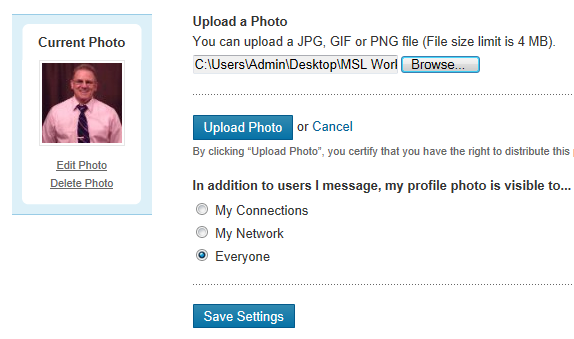 Current Photo
Edit Photo
Delete Photo
Upload a Photo
You can upload a JPG, GIF or PNG file (File size limit is 4 MB).
C:\Users\Admin\Desktop\MSL Worl Browse...
Upload Photo or Cancel
By clicking “Upload Photo”, you certify that you have the right to distribute this
In addition to users I message, my profile photo is visible to...
My Connections
My Network
Everyone
Save Settings